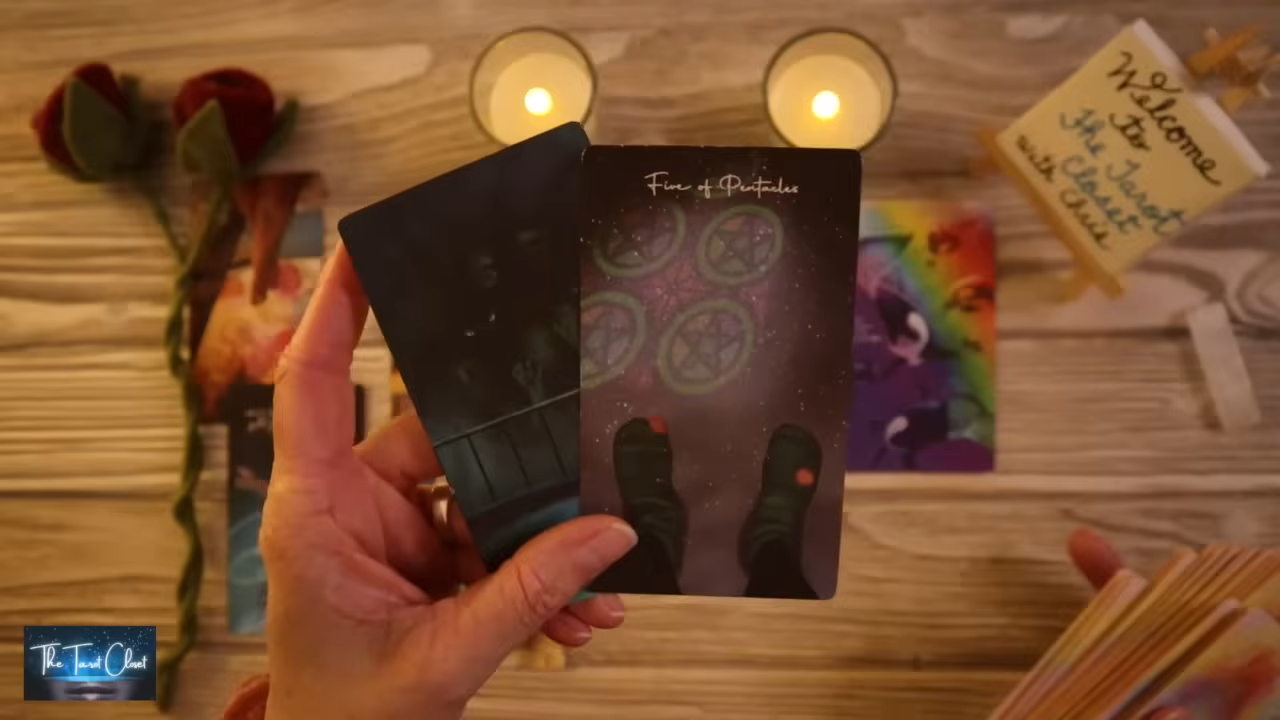 Five of Pentacles
Welcome
to
The Tarot
Closet
with Chris
The Tarot Closet